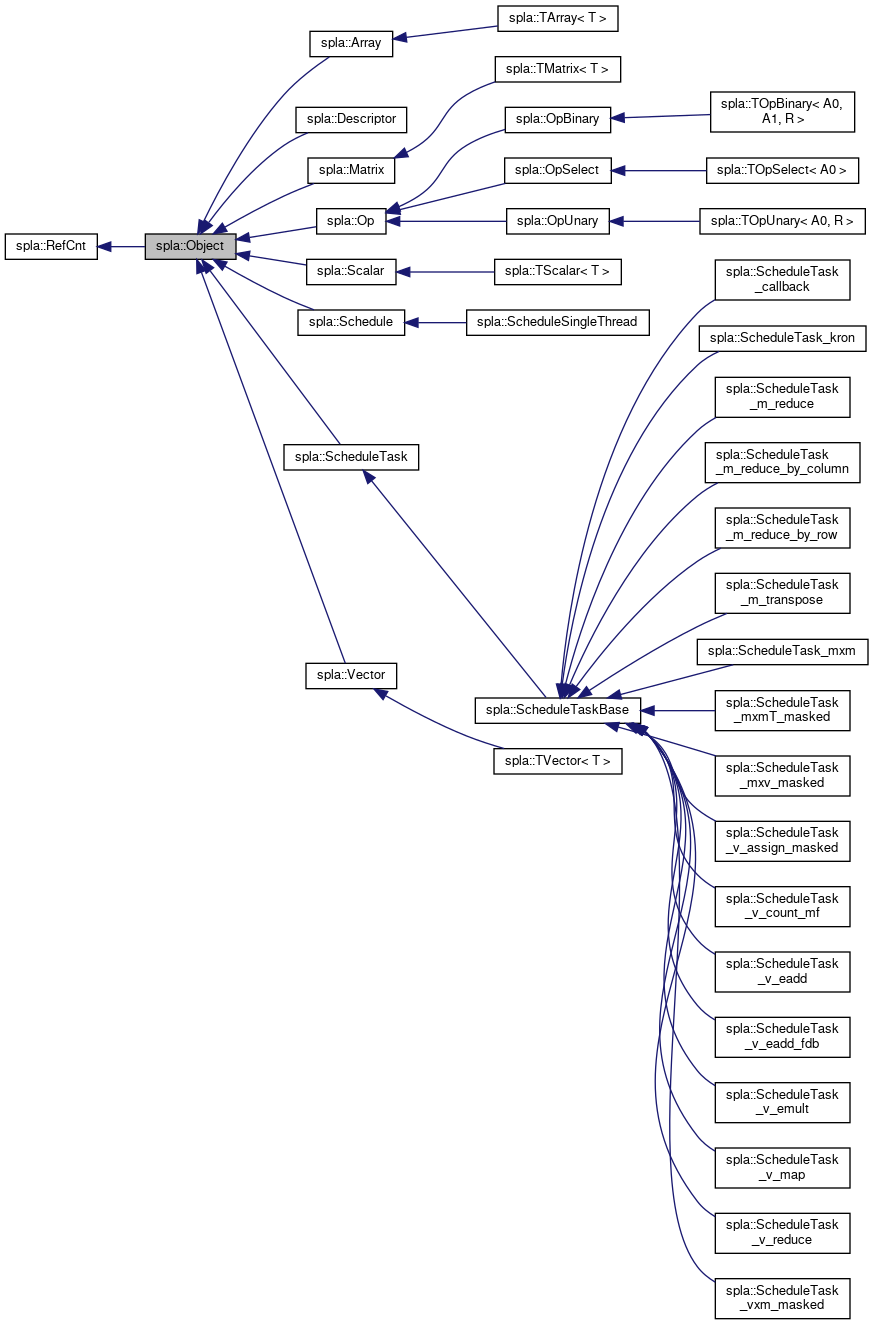 spla::TArray< T >
spla::Array
spla::TMatrix< T >
spla::Descriptor
spla::OpBinary
spla::TOpBinary< A0,
A1, R >
spla::Matrix
spla::OpSelect
spla::TOpSelect< A0 >
spla::Op
spla::OpUnary
spla::TOpUnary< A0, R >
spla::RefCnt
spla::Object
spla::Scalar
spla::TScalar< T >
spla::ScheduleTask
_callback
spla::Schedule
spla::ScheduleSingleThread
spla::ScheduleTask_kron
spla::ScheduleTask
_m_reduce
spla::ScheduleTask
spla::ScheduleTask
_m_reduce_by_column
spla::ScheduleTask
_m_reduce_by_row
spla::ScheduleTask
_m_transpose
spla::ScheduleTask_mxm
spla::Vector
spla::ScheduleTaskBase
spla::ScheduleTask
_mxmT_masked
spla::TVector< T >
spla::ScheduleTask
_mxv_masked
spla::ScheduleTask
_v_assign_masked
spla::ScheduleTask
_v_count_mf
spla::ScheduleTask
_v_eadd
spla::ScheduleTask
_v_eadd_fdb
spla::ScheduleTask
_v_emult
spla::ScheduleTask
_v_map
spla::ScheduleTask
_v_reduce
spla::ScheduleTask
_vxm_masked